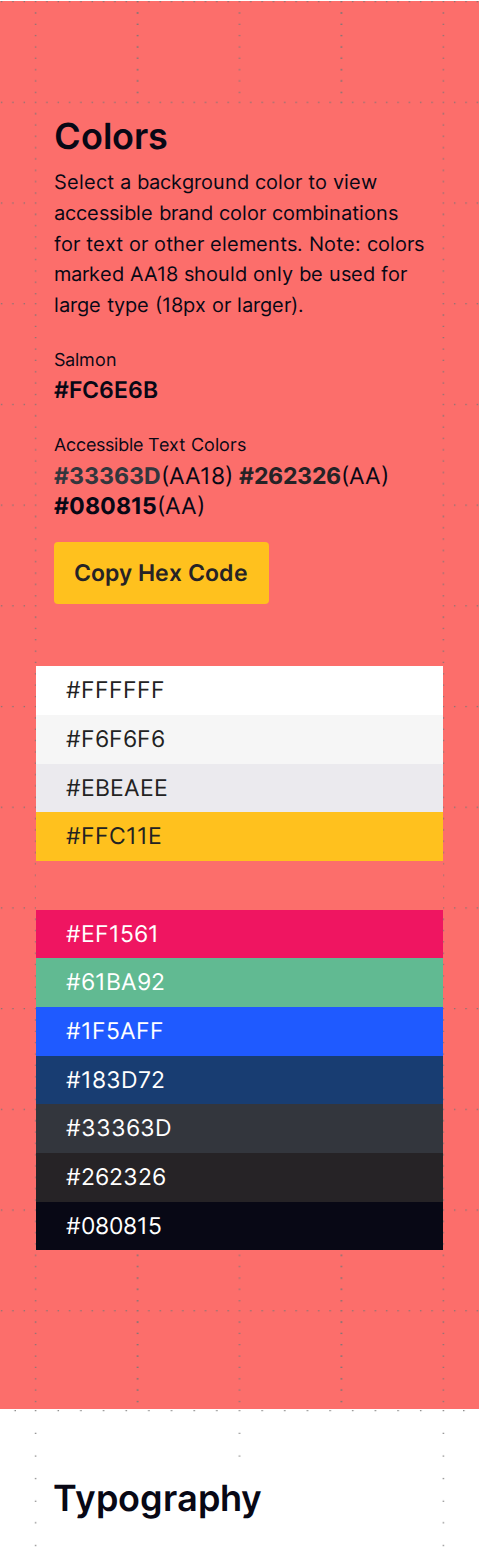 Colors
Select a background color to view
accessible brand color combinations
for text or other elements. Note: colors
marked AA18 should only be used for
large type (18px or larger).
Salmon
#FC6E6B
Accessible Text Colors
#33363D(AA18) #262326(AA)
#080815(AA)
Copy Hex Code
#FFFFFF
#F6F6F6
#EBEAEE
#FFC11E
#EF1561
#61BA92
#1F5AFF
#183D72
#33363D
#262326
#080815
Typography